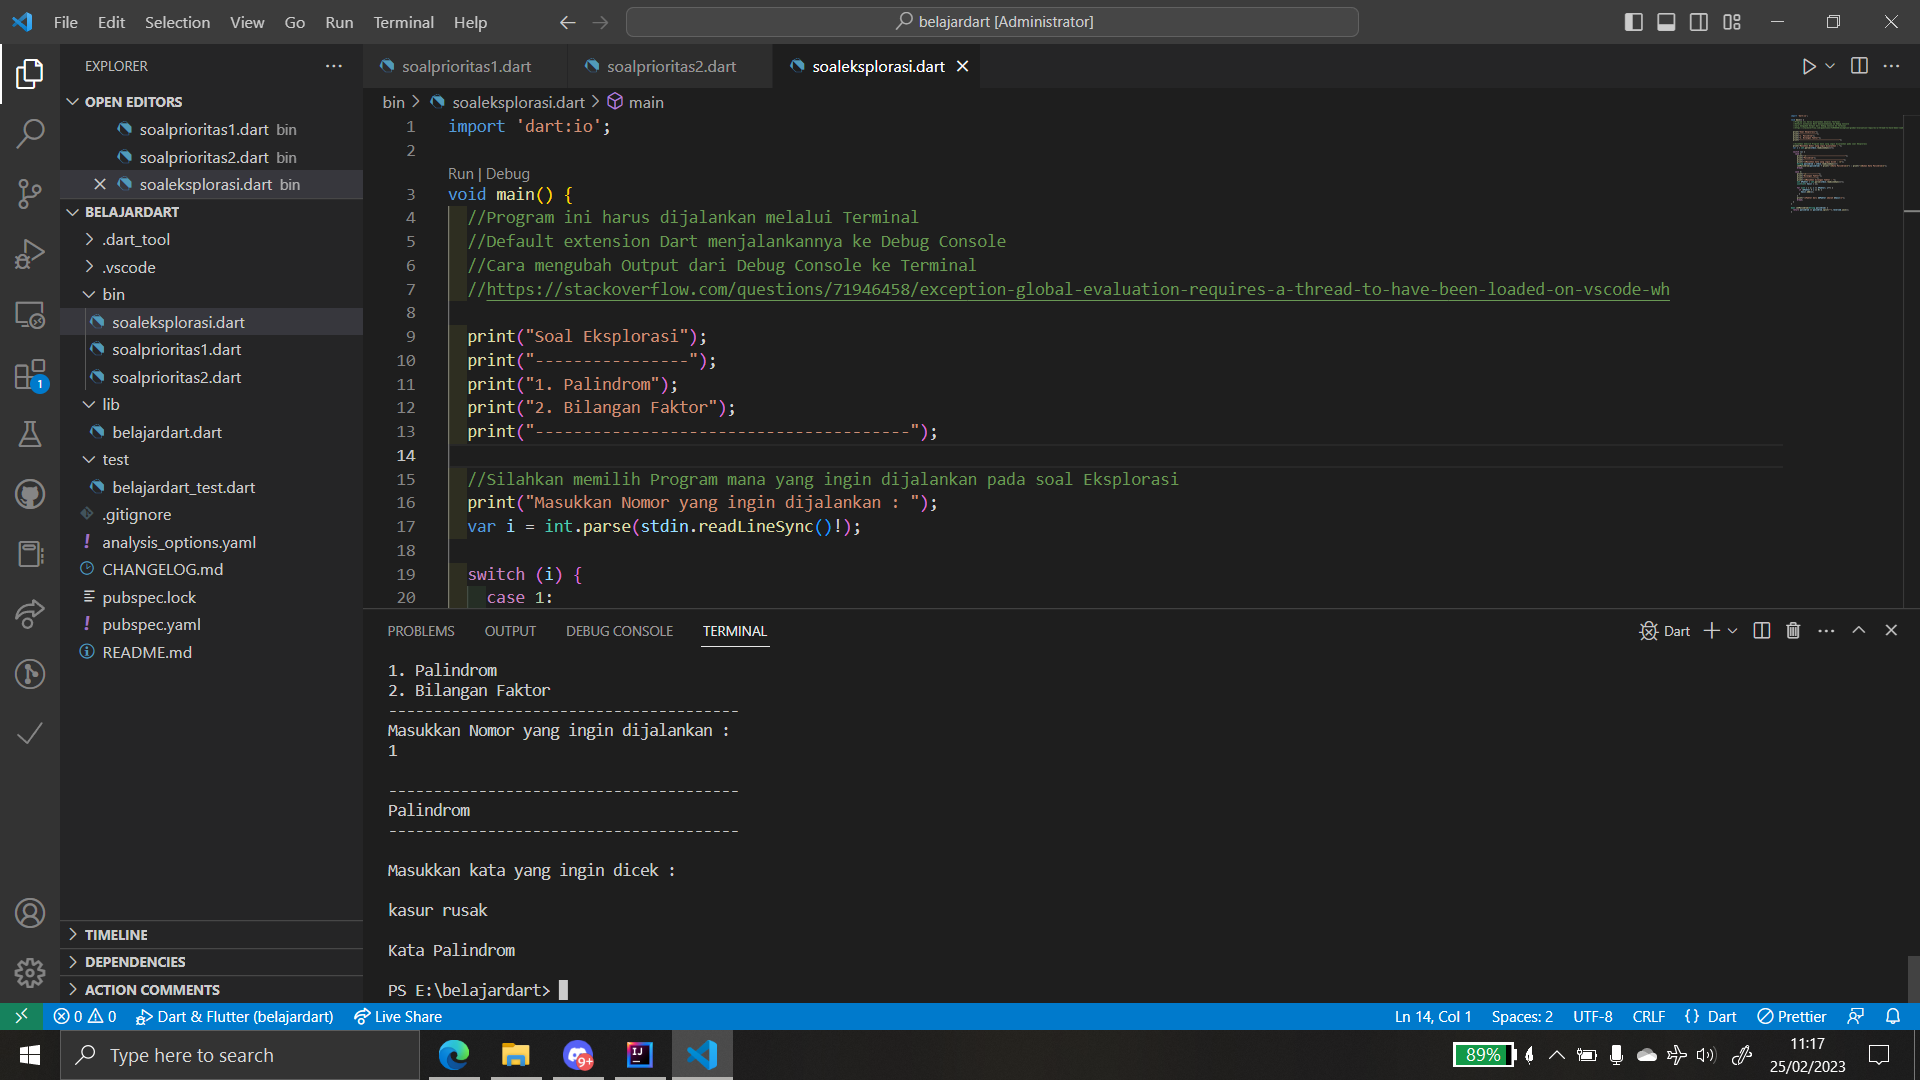 File Edit Selection View Go Run Terminal Help
belajardart [Administrator]
EXPLORER
OPEN EDITORS
soalprioritas1.dart bin
soalprioritas2.dart bin
soaleksplorasi.dart bin
BELAJARDART
.dart_tool
.vscode
bin
soaleksplorasi.dart
soalprioritas1.dart
soalprioritas2.dart
lib
belajardart.dart
test
belajardart_test.dart
.gitignore
! analysis_options.yaml
CHANGELOG.md
pubspec.lock
! pubspec.yaml
README.md
TIMELINE
DEPENDENCIES
ACTION COMMENTS
1
soalprioritas1.dart
soalprioritas2.dart
soaleksplorasi.dart
bin > soaleksplorasi.dart > main
1 import 'dart:io';
2
Run | Debug
3 void main() {
4 //Program ini harus dijalankan melalui Terminal
5 //Default extension Dart menjalankannya ke Debug Console
6 //Cara mengubah Output dari Debug Console ke Terminal
7 //https://stackoverflow.com/questions/71946458/exception-global-evaluation-requires-a-thread-to-have-been-loaded-on-vscode-wh
8
9 print("Soal Eksplorasi");
10 print("----------------");
11 print("1. Palindrom");
12 print("2. Bilangan Faktor");
13 print("---------------------------------------");
14
15 //Silahkan memilih Program mana yang ingin dijalankan pada soal Eksplorasi
16 print("Masukkan Nomor yang ingin dijalankan : ");
17 var i = int.parse(stdin.readLineSync()!);
18
19 switch (i) {
20 case 1:
PROBLEMS OUTPUT DEBUG CONSOLE TERMINAL
Dart
1. Palindrom
2. Bilangan Faktor
---------------------------------------
Masukkan Nomor yang ingin dijalankan :
1
---------------------------------------
Palindrom
---------------------------------------
Masukkan kata yang ingin dicek :
kasur rusak
Kata Palindrom
PS E:\belajardart>
0 0 Dart & Flutter (belajardart) Live Share
Ln 14, Col 1 Spaces: 2 UTF-8 CRLF {} Dart Prettier
Type here to search
9+
IJ
89%
11:17
25/02/2023